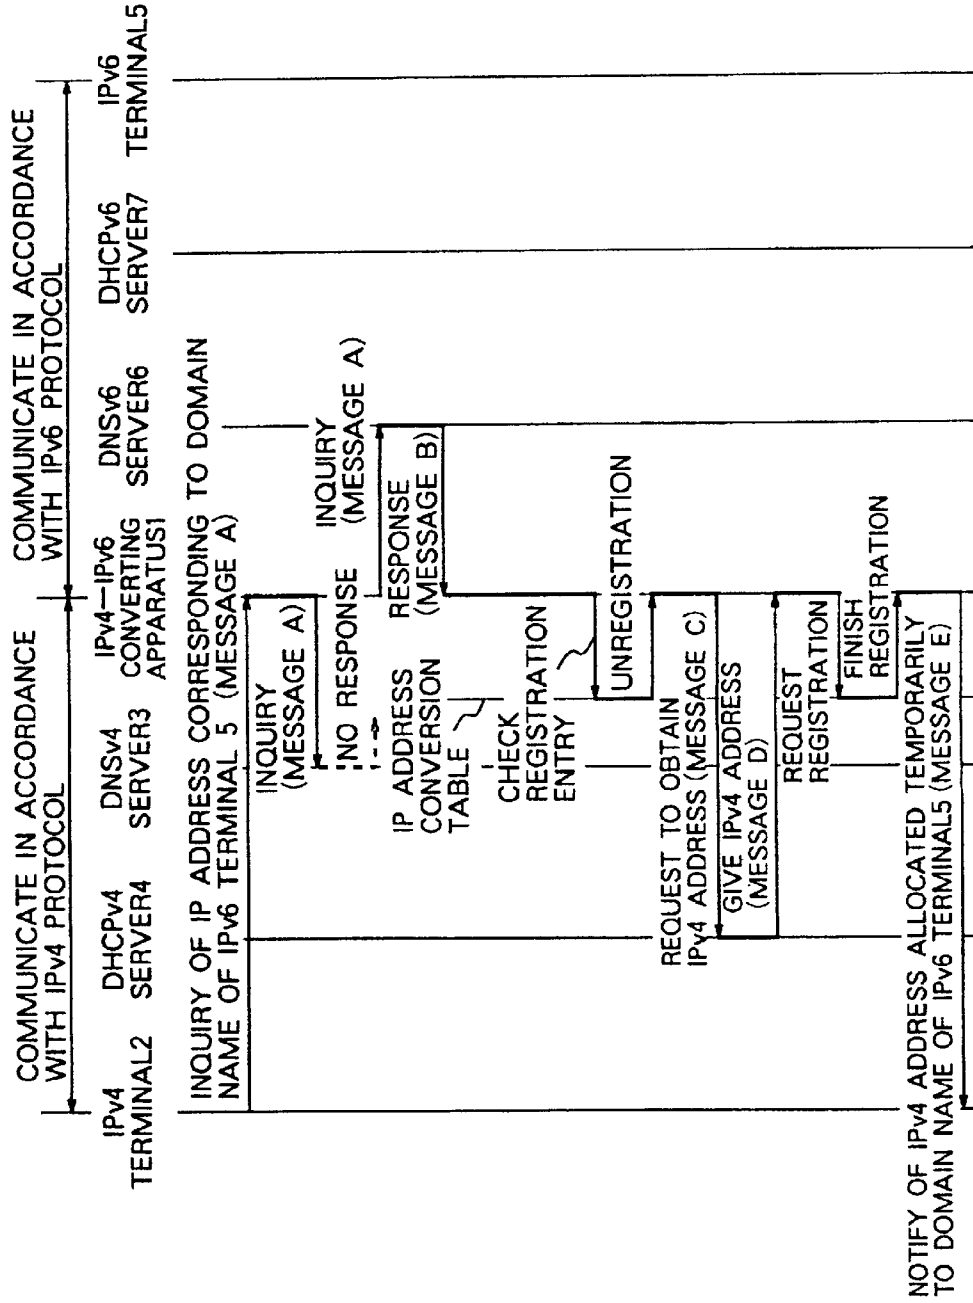 COMMUNICATE IN ACCORDANCE
WITH IPv4 PROTOCOL
COMMUNICATE IN ACCORDANCE
WITH IPv6 PROTOCOL
IPv4
TERMINAL2
DHCPv4
SERVER4
DNSv4
SERVER3
IPv4—IPv6
CONVERTING
APPARATUS1
DNSv6
SERVER6
DHCPv6
SERVER7
IPv6
TERMINAL5
INQUIRY OF IP ADDRESS CORRESPONDING TO DOMAIN
NAME OF IPv6 TERMINAL 5 (MESSAGE A)
INQUIRY
(MESSAGE A)
NO RESPONSE
INQUIRY
(MESSAGE A)
RESPONSE
(MESSAGE B)
IP ADDRESS
CONVERSION
TABLE
CHECK
REGISTRATION
ENTRY
UNREGISTRATION
REQUEST TO OBTAIN
IPv4 ADDRESS (MESSAGE C)
GIVE IPv4 ADDRESS
(MESSAGE D)
REQUEST
REGISTRATION
FINISH
REGISTRATION
NOTIFY OF IPv4 ADDRESS ALLOCATED TEMPORARILY
TO DOMAIN NAME OF IPv6 TERMINAL5 (MESSAGE E)